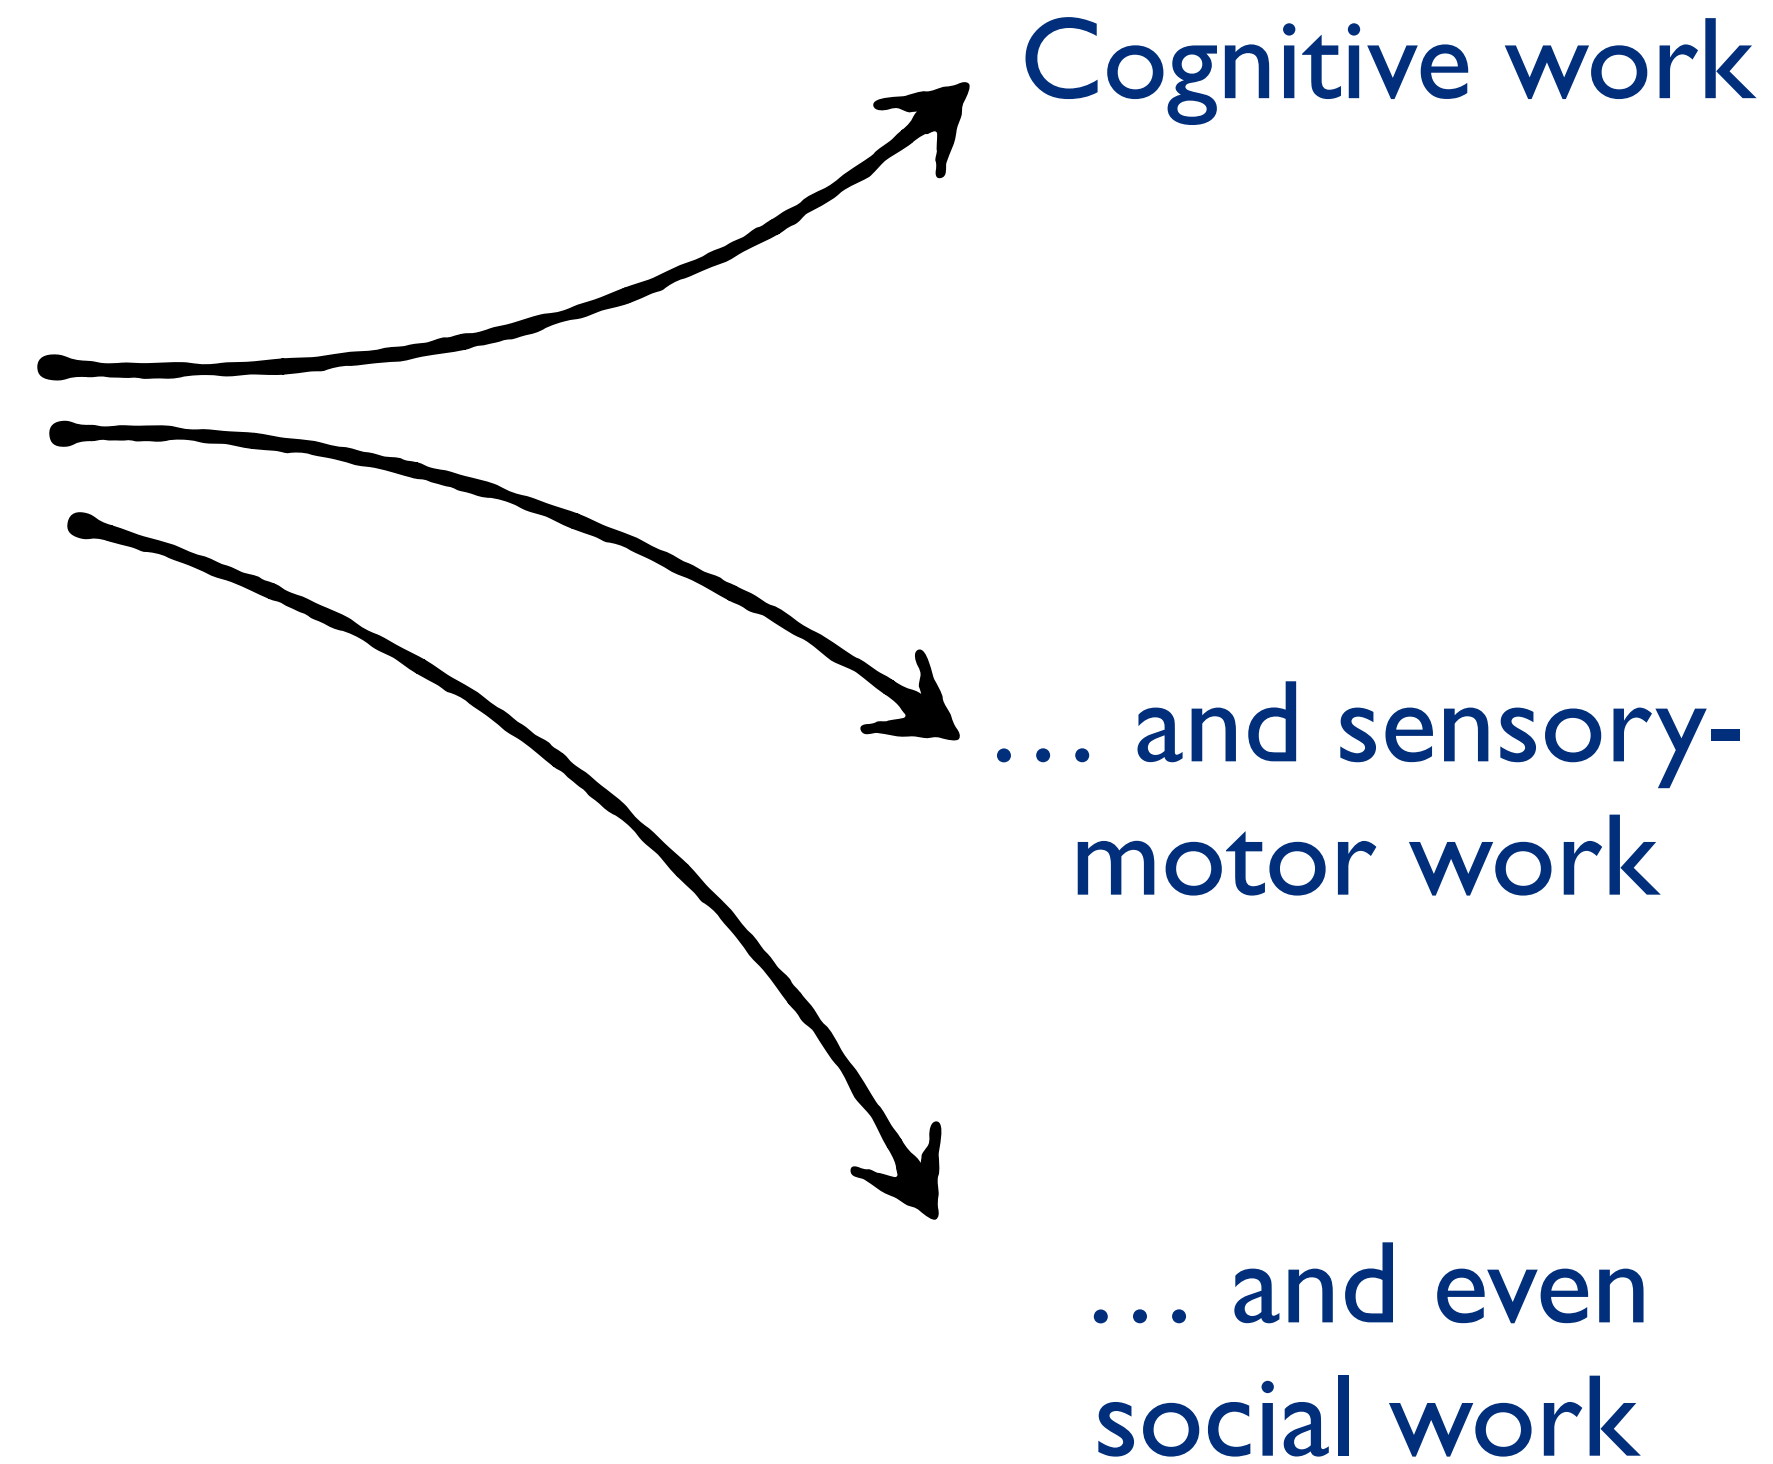 Cognitive work
… and sensory-
motor work
… and even
social work